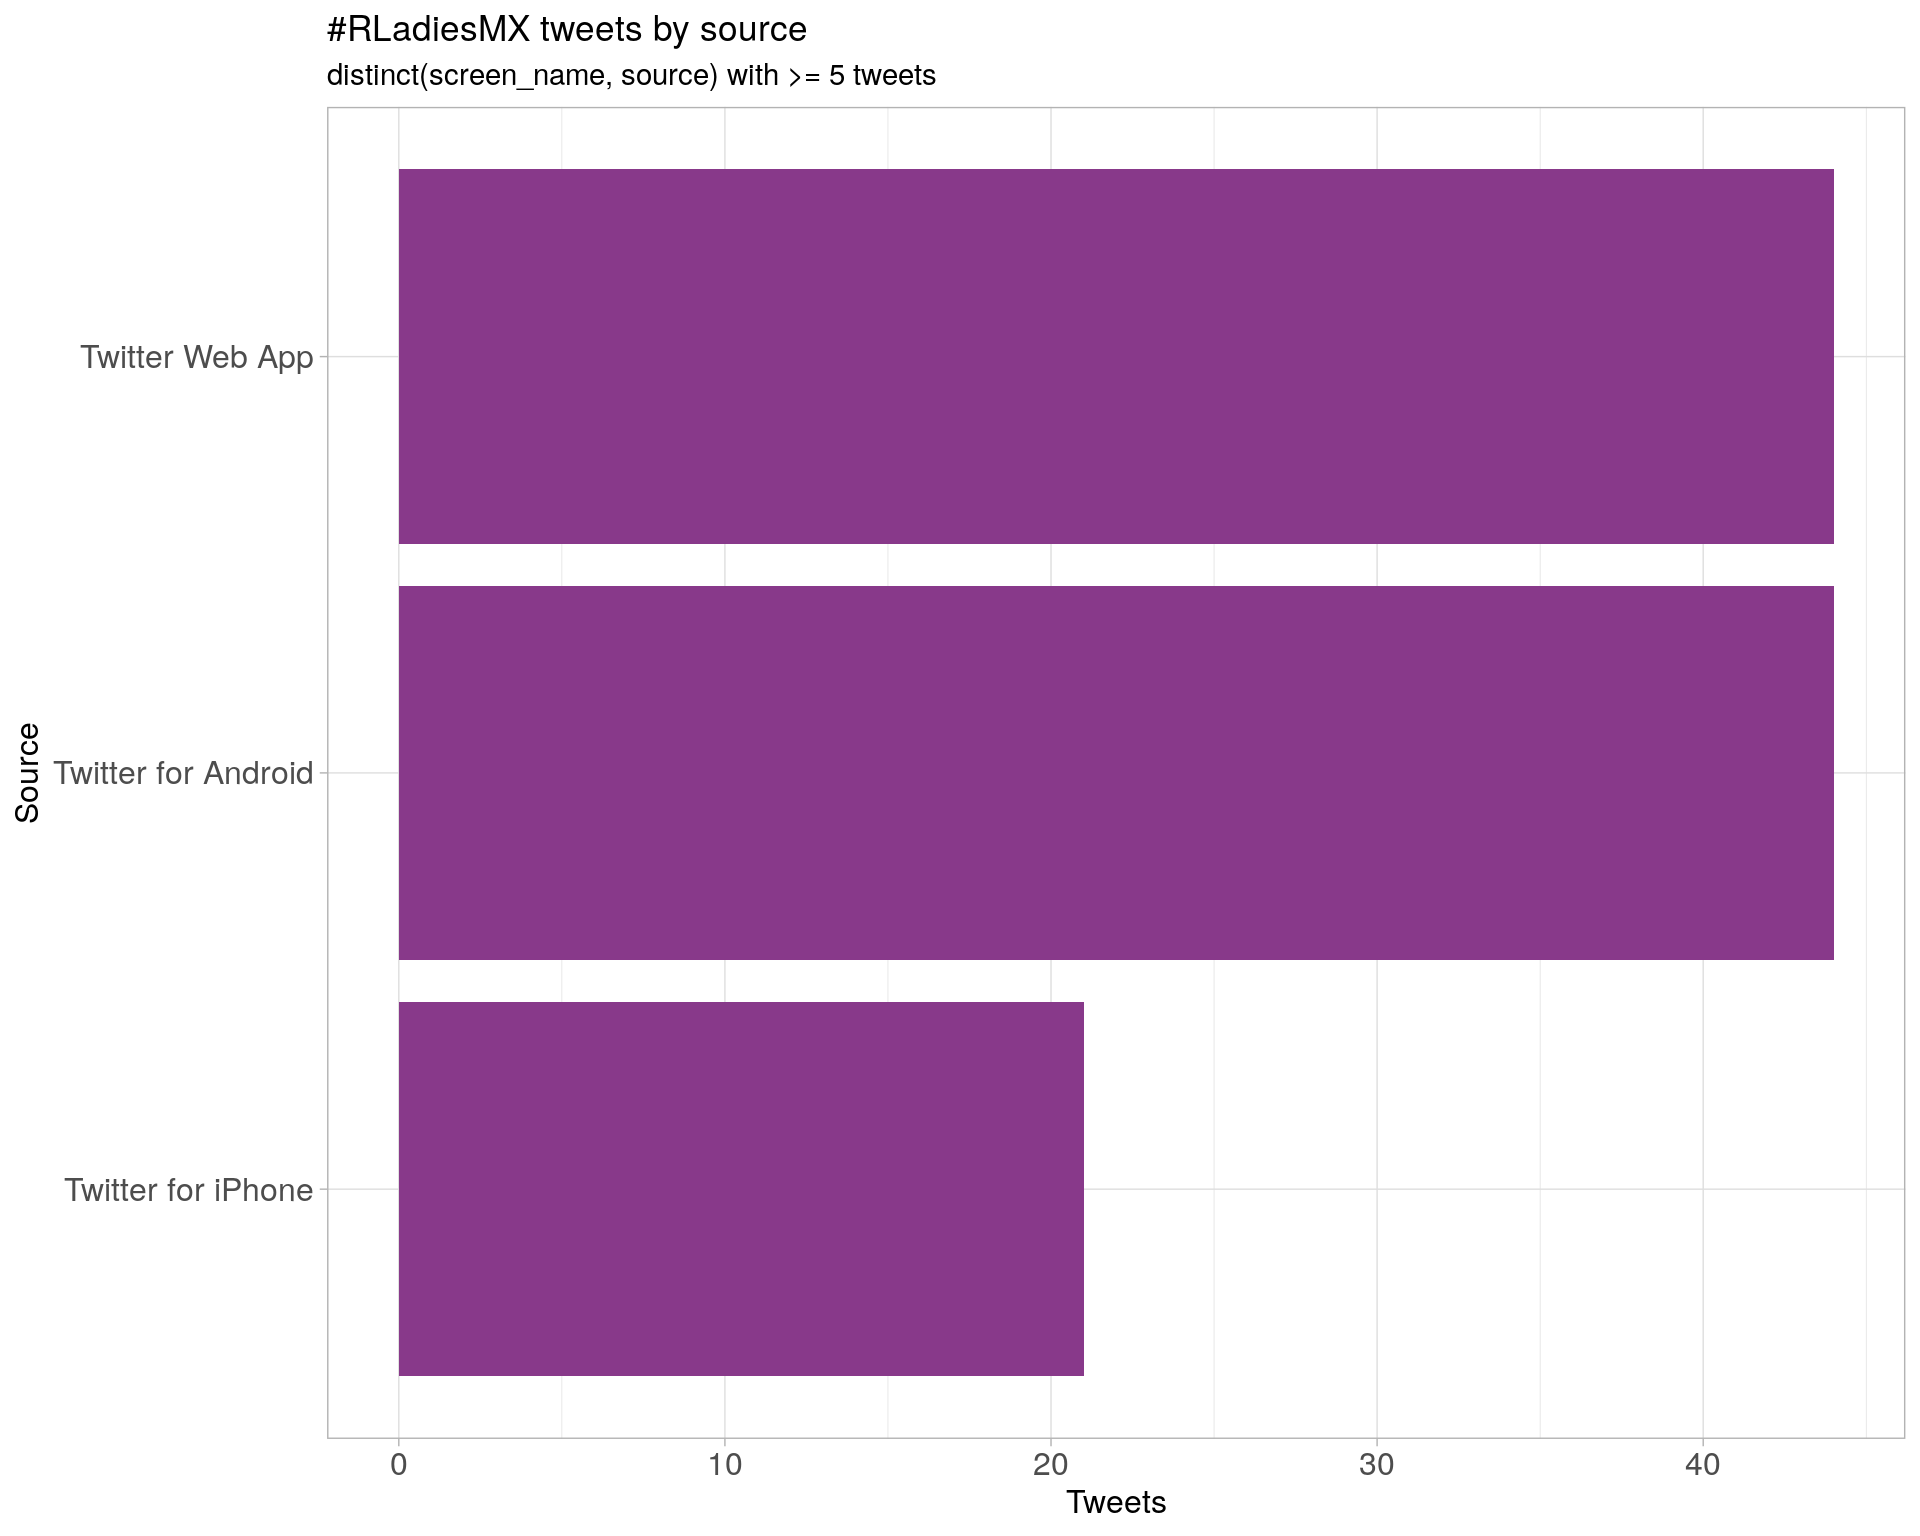 #RLadiesMX tweets by source
distinct(screen_name, source) with >= 5 tweets
Source
Twitter Web App
Twitter for Android
Twitter for iPhone
0 10 20 30 40
Tweets